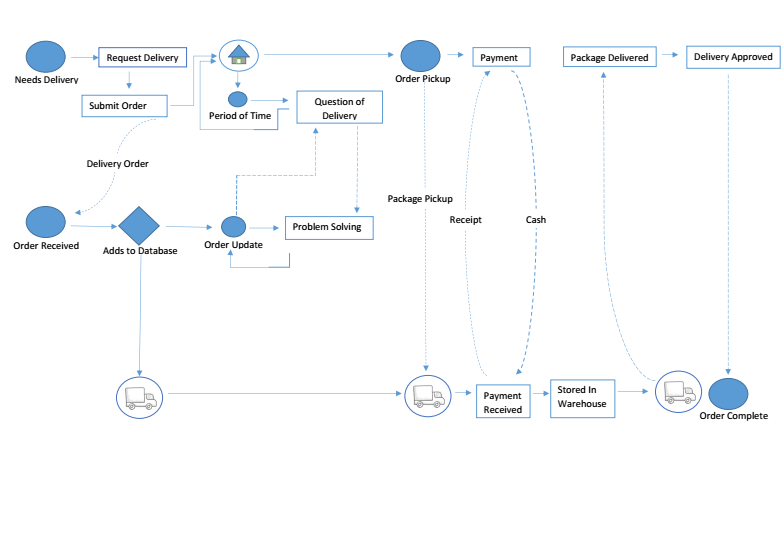 Needs Delivery
Request Delivery
Submit Order
Period of Time
Question of
Delivery
Order Pickup
Payment
Package Delivered
Delivery Approved
Delivery Order
Package Pickup
Receipt
Cash
Order Received
Adds to Database
Order Update
Problem Solving
Payment
Received
Stored In
Warehouse
Order Complete